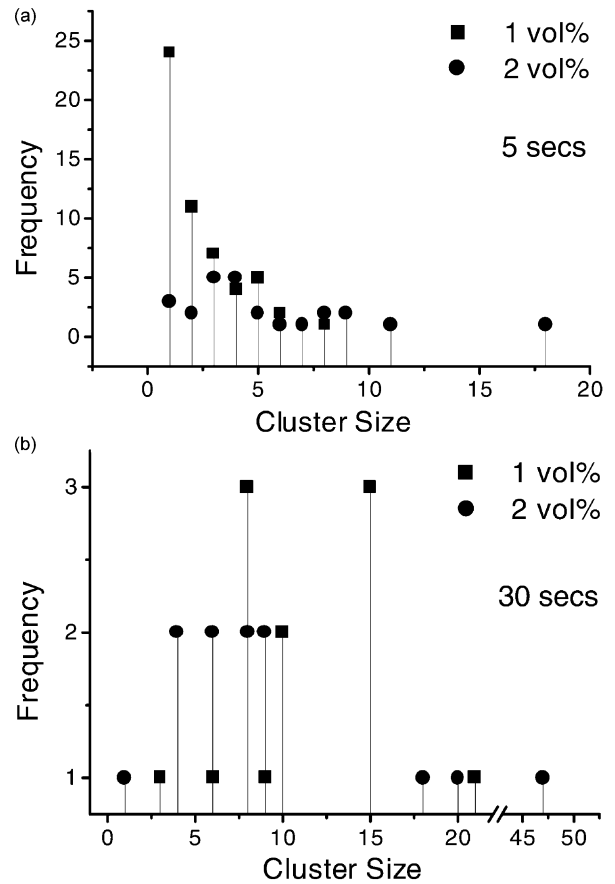 (a)
1 vol%
2 vol%
5 secs
25
20
15
10
5
0
Frequency
0 5 10 15 20
Cluster Size
(b)
1 vol%
2 vol%
30 secs
3
2
1
Frequency
0 5 10 15 20 45 50
Cluster Size